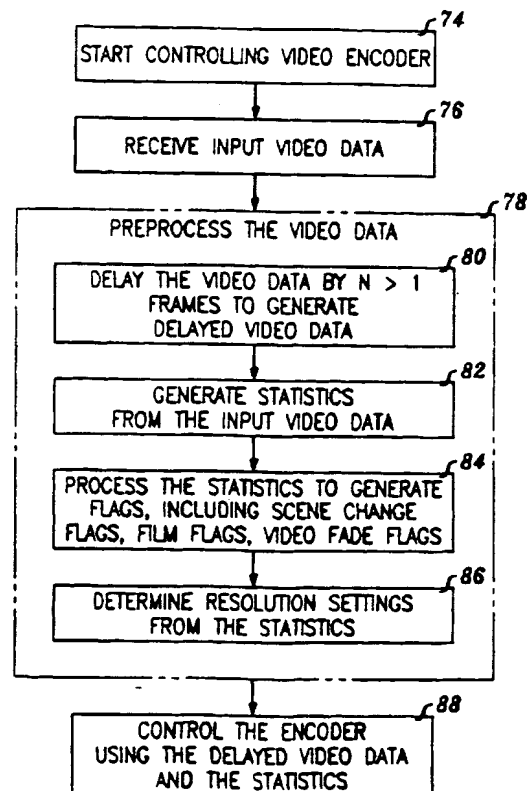 74
START CONTROLLING VIDEO ENCODER
76
RECEIVE INPUT VIDEO DATA
78
PREPROCESS THE VIDEO DATA
80
DELAY THE VIDEO DATA BY N > 1
FRAMES TO GENERATE
DELAYED VIDEO DATA
82
GENERATE STATISTICS
FROM THE INPUT VIDEO DATA
84
PROCESS THE STATISTICS TO GENERATE
FLAGS, INCLUDING SCENE CHANGE
FLAGS, FILM FLAGS, VIDEO FADE FLAGS
86
DETERMINE RESOLUTION SETTINGS
FROM THE STATISTICS
88
CONTROL THE ENCODER
USING THE DELAYED VIDEO DATA
AND THE STATISTICS